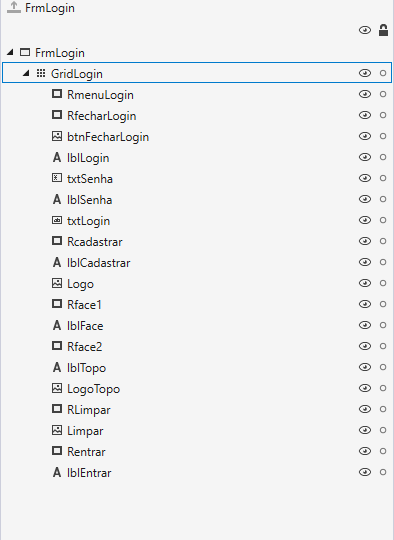 FrmLogin
FrmLogin
GridLogin
RmenuLogin
RfecharLogin
btnFecharLogin
lblLogin
txtSenha
lblSenha
txtLogin
Rcadastrar
lblCadastrar
Logo
Rface1
lblFace
Rface2
lblTopo
LogoTopo
RLimpar
Limpar
Rentrar
lblEntrar